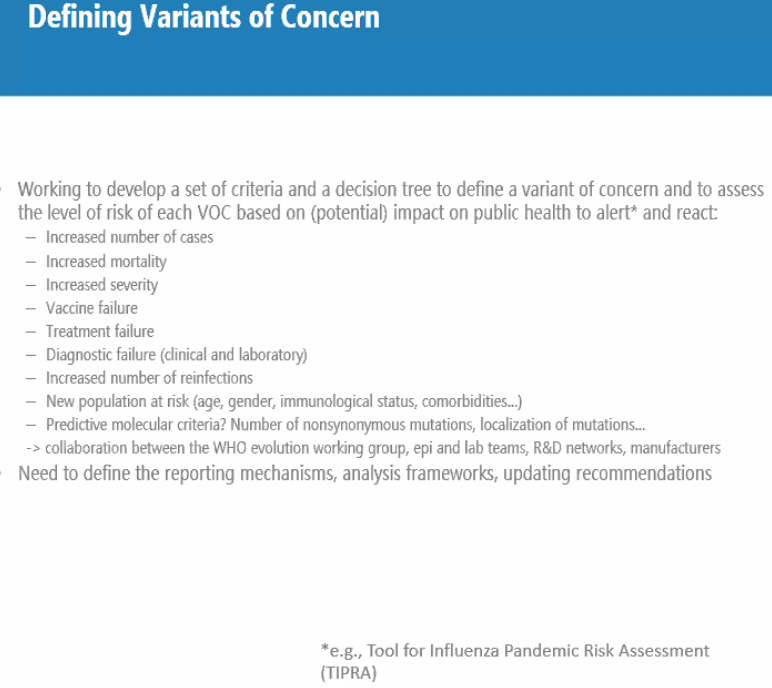 Defining Variants of Concern
• Working to develop a set of criteria and a decision tree to define a variant of concern and to assess
the level of risk of each VOC based on (potential) impact on public health to alert* and react:
– Increased number of cases
– Increased mortality
– Increased severity
– Vaccine failure
– Treatment failure
– Diagnostic failure (clinical and laboratory)
– Increased number of reinfections
– New population at risk (age, gender, immunological status, comorbidities...)
– Predictive molecular criteria? Number of nonsynonymous mutations, localization of mutations...
-> collaboration between the WHO evolution working group, epi and lab teams, R&D networks, manufacturers
• Need to define the reporting mechanisms, analysis frameworks, updating recommendations
*e.g., Tool for Influenza Pandemic Risk Assessment
(TIPRA)